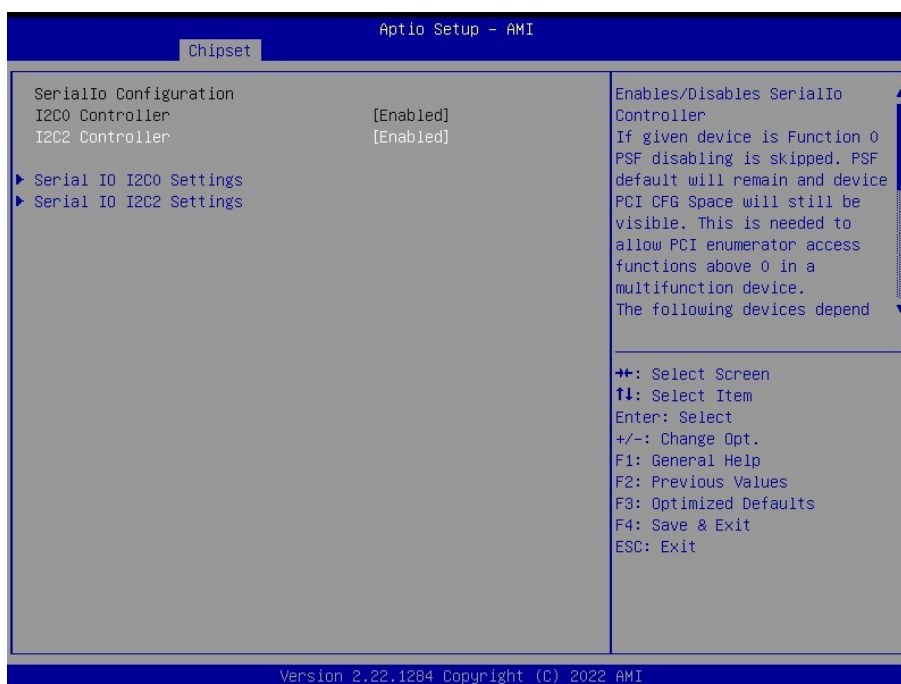 Aptio Setup – AMI
Chipset
SerialIo Configuration
I2C0 Controller [Enabled]
I2C2 Controller [Enabled]
Serial IO I2C0 Settings
Serial IO I2C2 Settings
Enables/Disables SerialIo
Controller
If given device is Function 0
PSF disabling is skipped. PSF
default will remain and device
PCI CFG Space will still be
visible. This is needed to
allow PCI enumerator access
functions above 0 in a
multifunction device.
The following devices depend
→←: Select Screen
↑↓: Select Item
Enter: Select
+/-: Change Opt.
F1: General Help
F2: Previous Values
F3: Optimized Defaults
F4: Save & Exit
ESC: Exit
Version 2.22.1284 Copyright (C) 2022 AMI